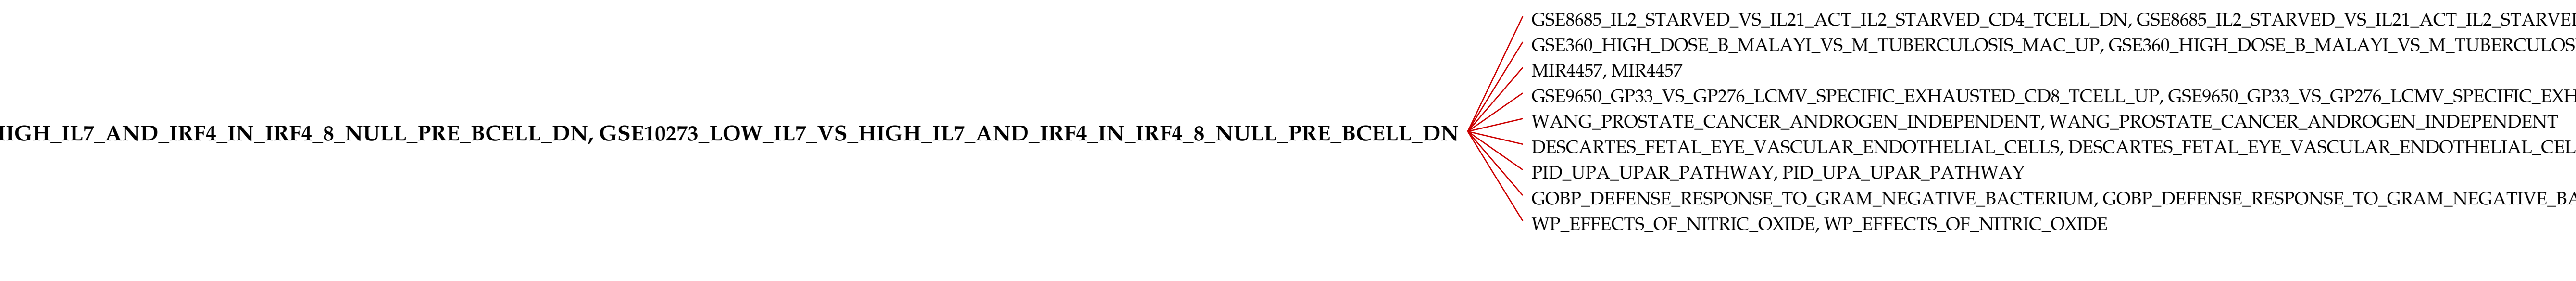 GSE8685_IL2_STARVED_VS_IL21_ACT_IL2_STARVED_CD4_TCELL_DN, GSE8685_IL2_STARVED_VS_IL21_ACT_IL2_STARVE
GSE360_HIGH_DOSE_B_MALAYI_VS_M_TUBERCULOSIS_MAC_UP, GSE360_HIGH_DOSE_B_MALAYI_VS_M_TUBERCULOS
MIR4457, MIR4457
GSE9650_GP33_VS_GP276_LCMV_SPECIFIC_EXHAUSTED_CD8_TCELL_UP, GSE9650_GP33_VS_GP276_LCMV_SPECIFIC_EXH
WANG_PROSTATE_CANCER_ANDROGEN_INDEPENDENT, WANG_PROSTATE_CANCER_ANDROGEN_INDEPENDENT
HIGH_IL7_AND_IRF4_IN_IRF4_8_NULL_PRE_BCELL_DN, GSE10273_LOW_IL7_VS_HIGH_IL7_AND_IRF4_IN_IRF4_8_NULL_PRE_BCELL_DN
DESCARTES_FETAL_EYE_VASCULAR_ENDOTHELIAL_CELLS, DESCARTES_FETAL_EYE_VASCULAR_ENDOTHELIAL_CEL
PID_UPA_UPAR_PATHWAY, PID_UPA_UPAR_PATHWAY
GOBP_DEFENSE_RESPONSE_TO_GRAM_NEGATIVE_BACTERIUM, GOBP_DEFENSE_RESPONSE_TO_GRAM_NEGATIVE_BA
WP_EFFECTS_OF_NITRIC_OXIDE, WP_EFFECTS_OF_NITRIC_OXIDE